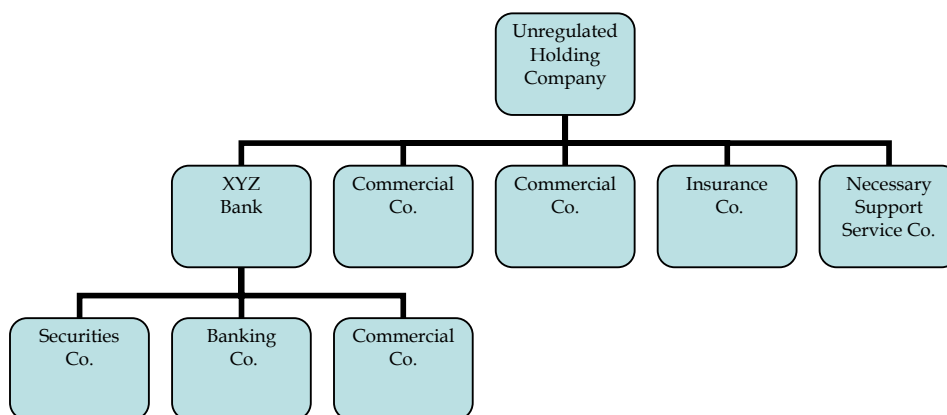 Unregulated
Holding
Company
XYZ
Bank
Commercial
Co.
Commercial
Co.
Insurance
Co.
Necessary
Support
Service Co.
Securities
Co.
Banking
Co.
Commercial
Co.